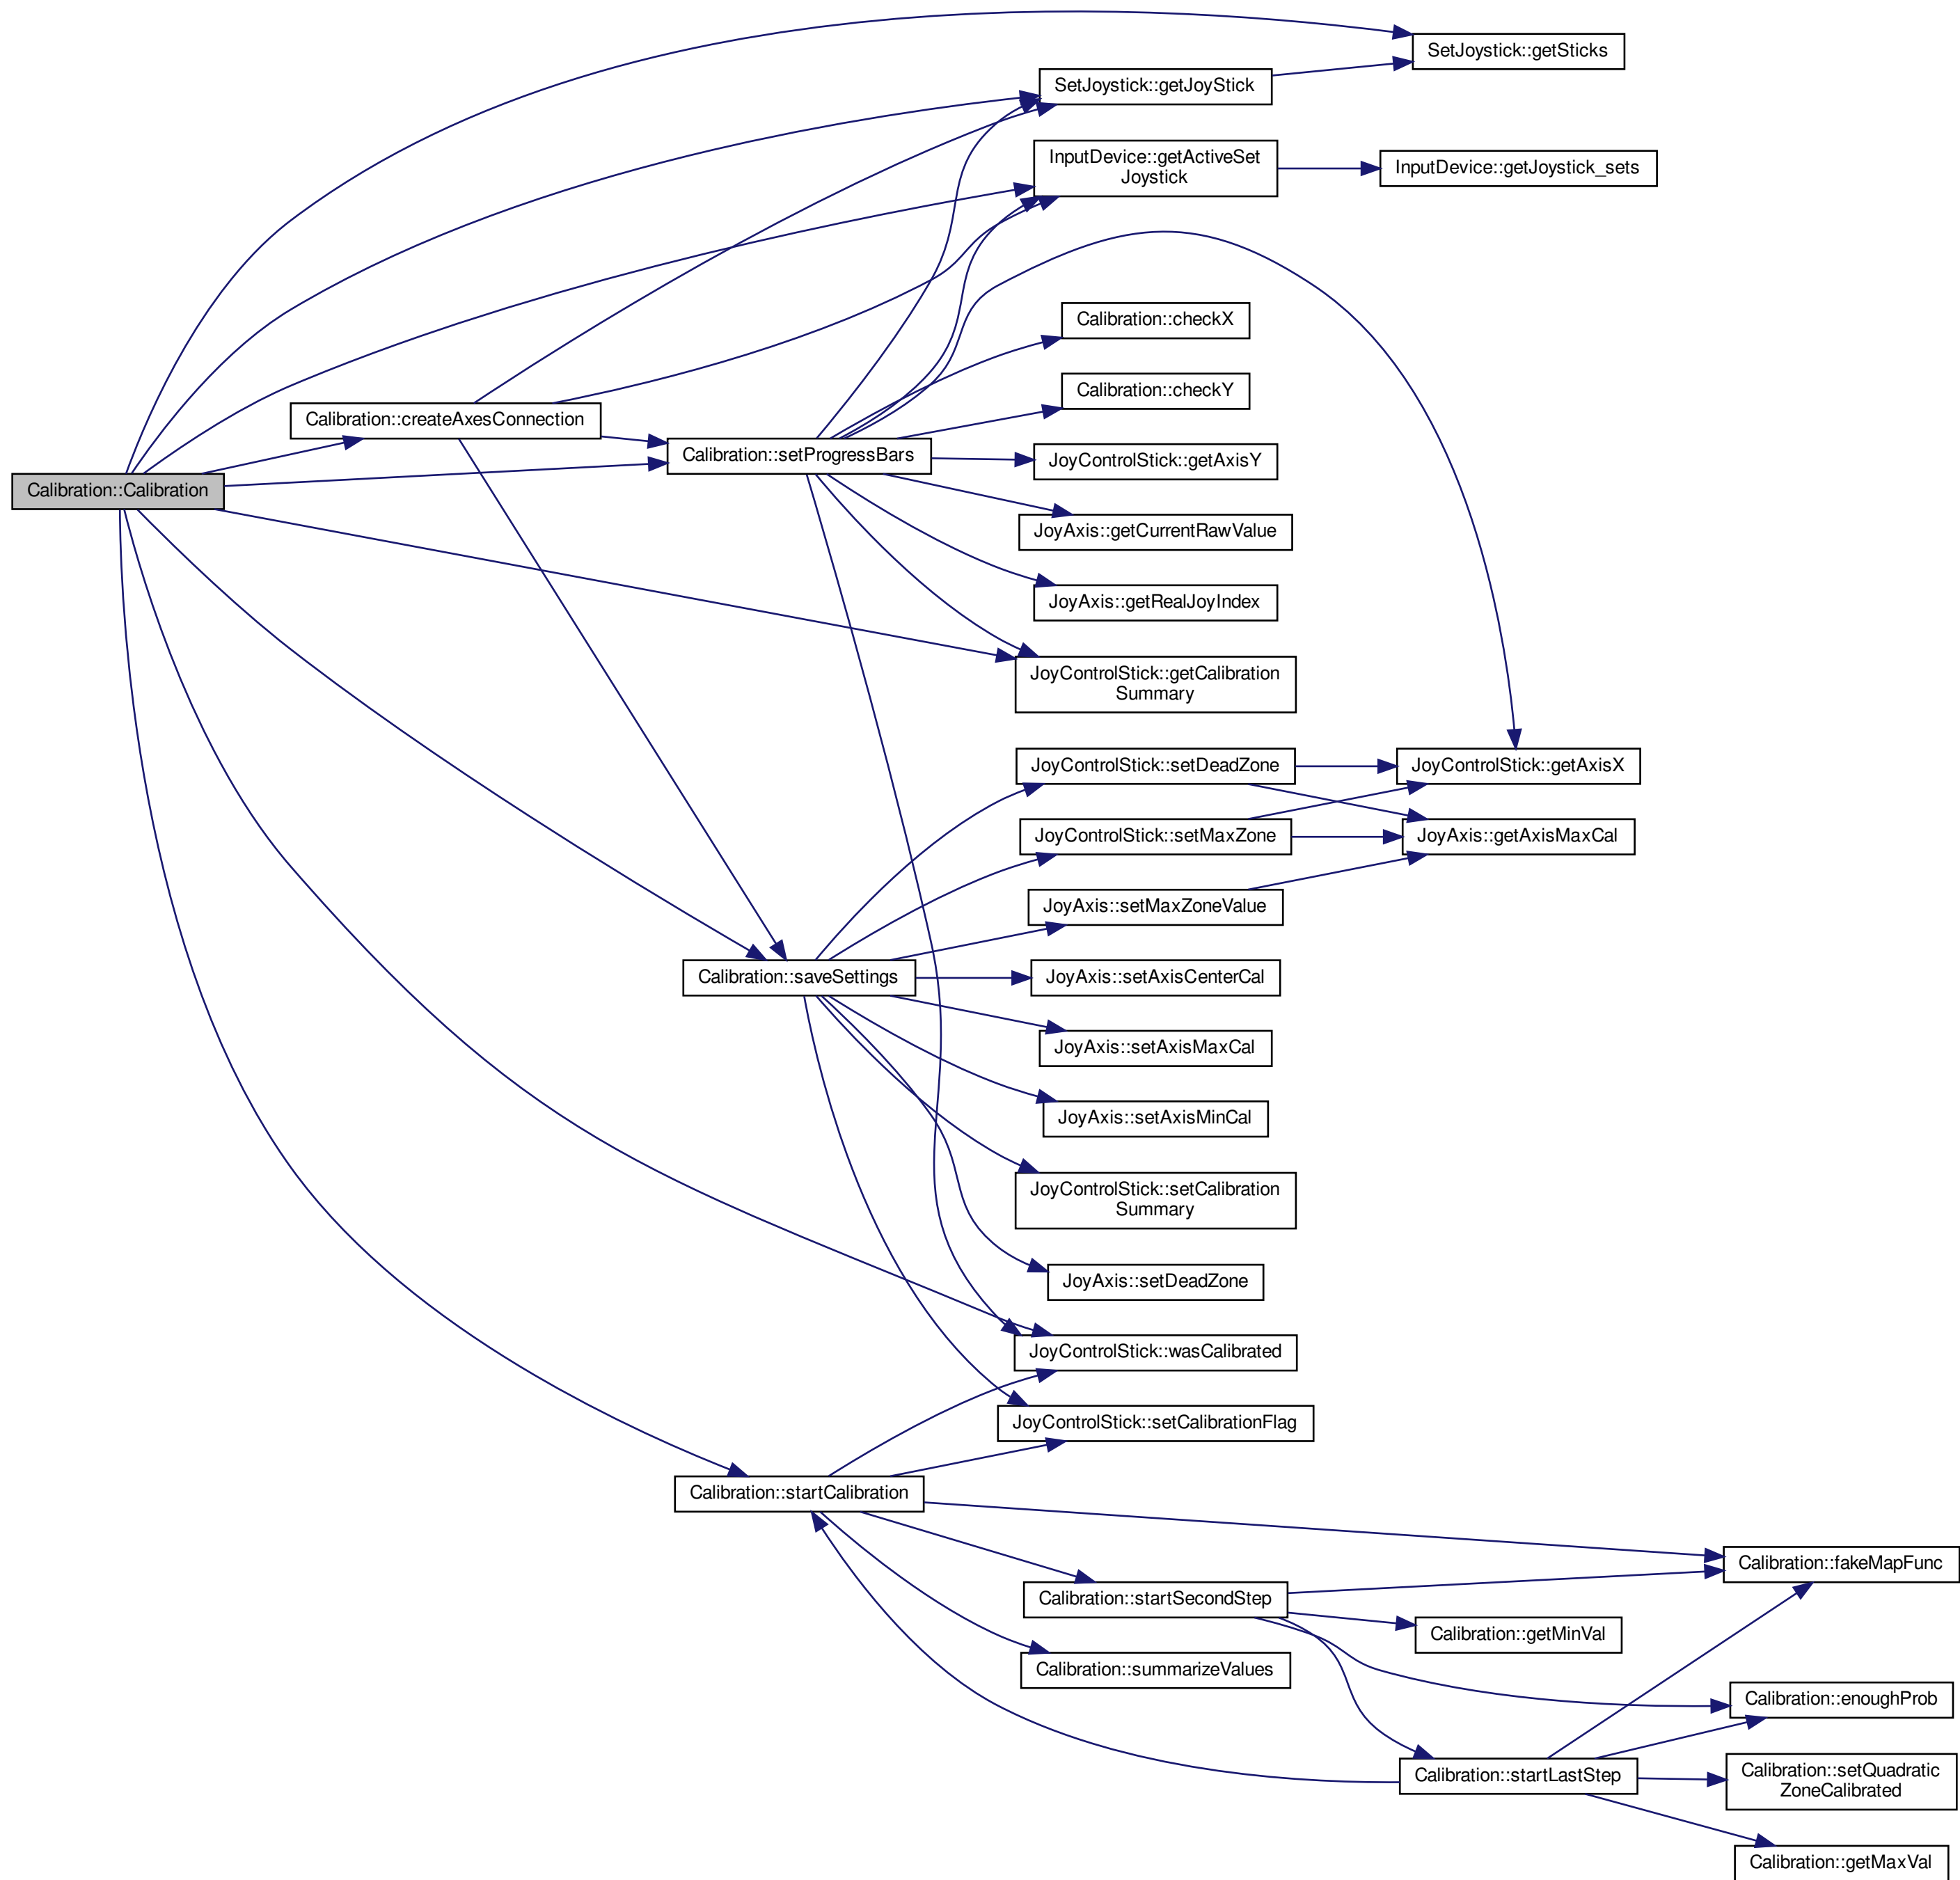 SetJoystick::getSticks
SetJoystick::getJoyStick
InputDevice::getActiveSet
Joystick
InputDevice::getJoystick_sets
Calibration::checkX
Calibration::checkY
Calibration::createAxesConnection
Calibration::setProgressBars
JoyControlStick::getAxisY
Calibration::Calibration
JoyAxis::getCurrentRawValue
JoyAxis::getRealJoyIndex
JoyControlStick::getCalibration
Summary
JoyControlStick::setDeadZone
JoyControlStick::getAxisX
JoyControlStick::setMaxZone
JoyAxis::getAxisMaxCal
JoyAxis::setMaxZoneValue
Calibration::saveSettings
JoyAxis::setAxisCenterCal
JoyAxis::setAxisMaxCal
JoyAxis::setAxisMinCal
JoyControlStick::setCalibration
Summary
JoyAxis::setDeadZone
JoyControlStick::wasCalibrated
JoyControlStick::setCalibrationFlag
Calibration::startCalibration
Calibration::fakeMapFunc
Calibration::startSecondStep
Calibration::getMinVal
Calibration::summarizeValues
Calibration::enoughProb
Calibration::startLastStep
Calibration::setQuadratic
ZoneCalibrated
Calibration::getMaxVal